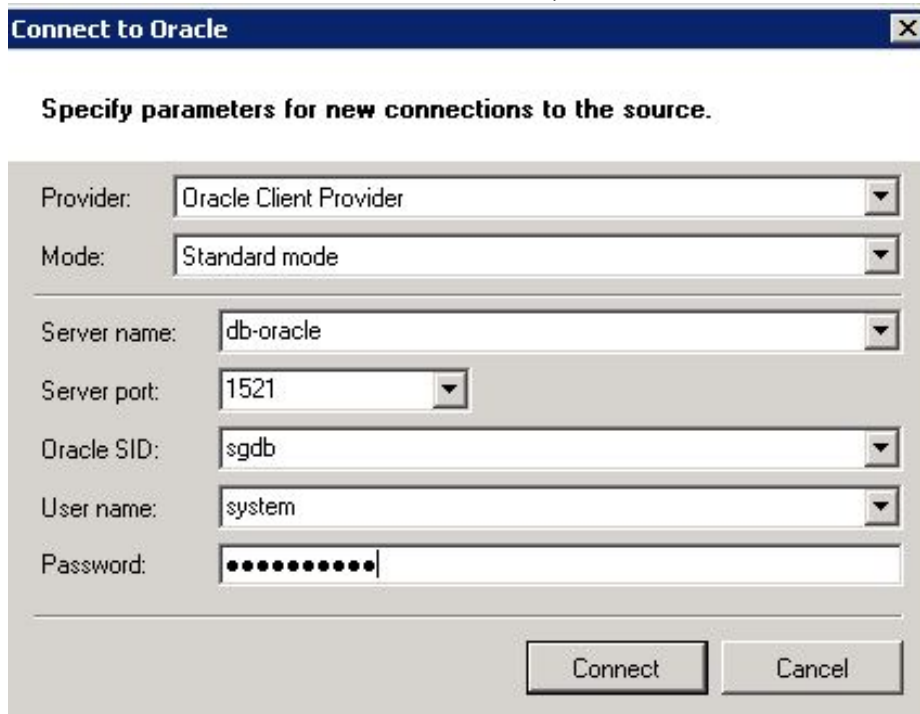 Connect to Oracle
Specify parameters for new connections to the source.
Provider: Oracle Client Provider
Mode: Standard mode
Server name: db-oracle
Server port: 1521
Oracle SID: sgdb
User name: system
Password: ●●●●●●●●●●
Connect Cancel